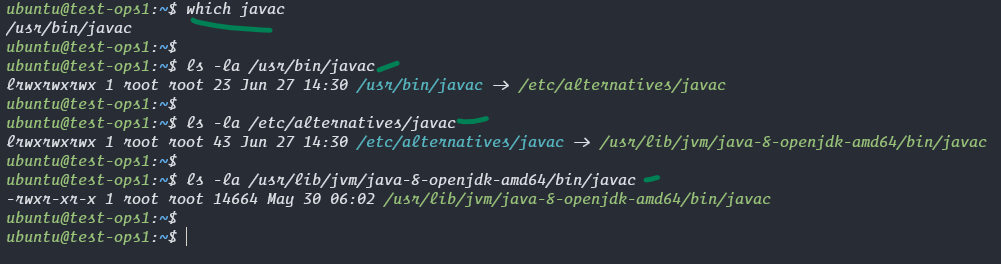 ubuntu@test-ops1:~$ which javac
/usr/bin/javac
ubuntu@test-ops1:~$
ubuntu@test-ops1:~$ ls -la /usr/bin/javac
lrwxrwxrwx 1 root root 23 Jun 27 14:30 /usr/bin/javac -> /etc/alternatives/javac
ubuntu@test-ops1:~$
ubuntu@test-ops1:~$ ls -la /etc/alternatives/javac
lrwxrwxrwx 1 root root 43 Jun 27 14:30 /etc/alternatives/javac -> /usr/lib/jvm/java-8-openjdk-amd64/bin/javac
ubuntu@test-ops1:~$
ubuntu@test-ops1:~$ ls -la /usr/lib/jvm/java-8-openjdk-amd64/bin/javac
-rwxr-xr-x 1 root root 14664 May 30 06:02 /usr/lib/jvm/java-8-openjdk-amd64/bin/javac
ubuntu@test-ops1:~$
ubuntu@test-ops1:~$